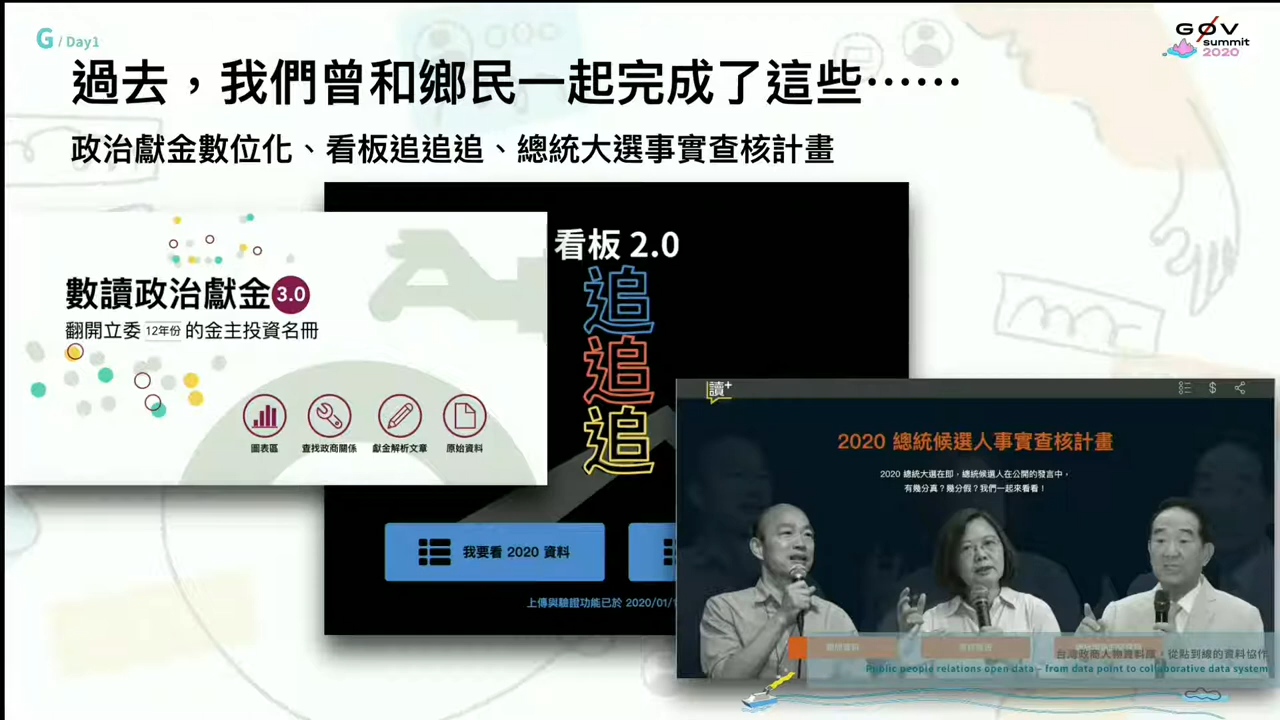 G / Day1
GØV
summit
2020
過去，我們曾和鄉民一起完成了這些⋯⋯
政治獻金數位化、看板追追追、總統大選事實查核計畫
數讀政治獻金 3.0
翻開立委 12年份 的金主投資名冊
圖表區 查找政商關係 獻金解析文章 原始資料
看板 2.0
追
追
追
我要看 2020 資料
上傳與驗證功能已於 2020/01/1
讀+
2020 總統候選人事實查核計畫
2020 總統大選在即，總統候選人在公開的發言中，
有幾分真？幾分假？我們一起來看看！
台灣政商人物資料庫，從點到線的資料協作
Public people relations open data – from data point to collaborative data system